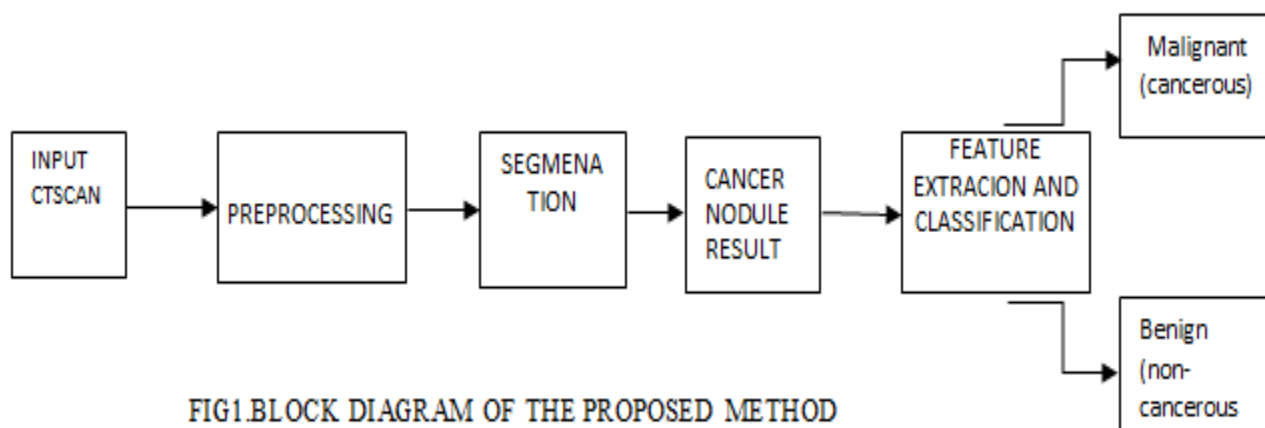 INPUT
CTSCAN
PREPROCESSING
SEGMENA
TION
CANCER
NODULE
RESULT
FEATURE
EXTRACION AND
CLASSIFICATION
Malignant
(cancerous)
Benign
(non-
cancerous
FIG1.BLOCK DIAGRAM OF THE PROPOSED METHOD